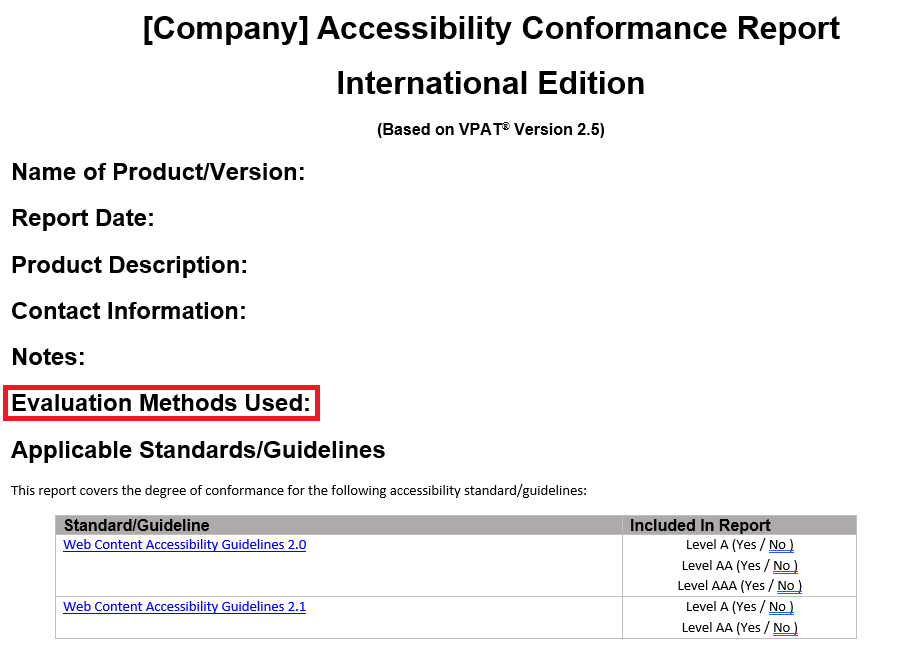 [Company] Accessibility Conformance Report
International Edition
(Based on VPAT® Version 2.5)
Name of Product/Version:
Report Date:
Product Description:
Contact Information:
Notes:
Evaluation Methods Used:
Applicable Standards/Guidelines
This report covers the degree of conformance for the following accessibility standard/guidelines:
Standard/Guideline Included In Report
Web Content Accessibility Guidelines 2.0 Level A (Yes / No )
Level AA (Yes / No )
Level AAA (Yes / No )
Web Content Accessibility Guidelines 2.1 Level A (Yes / No )
Level AA (Yes / No )